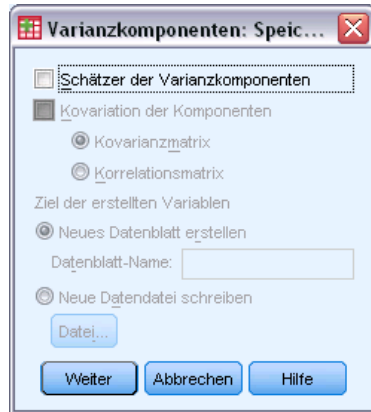 Varianzkomponenten: Speic...
Schätzer der Varianzkomponenten
Kovariation der Komponenten
Kovarianzmatrix
Korrelationsmatrix
Ziel der erstellten Variablen
Neues Datenblatt erstellen
Datenblatt-Name:
Neue Datendatei schreiben
Datei...
Weiter Abbrechen Hilfe